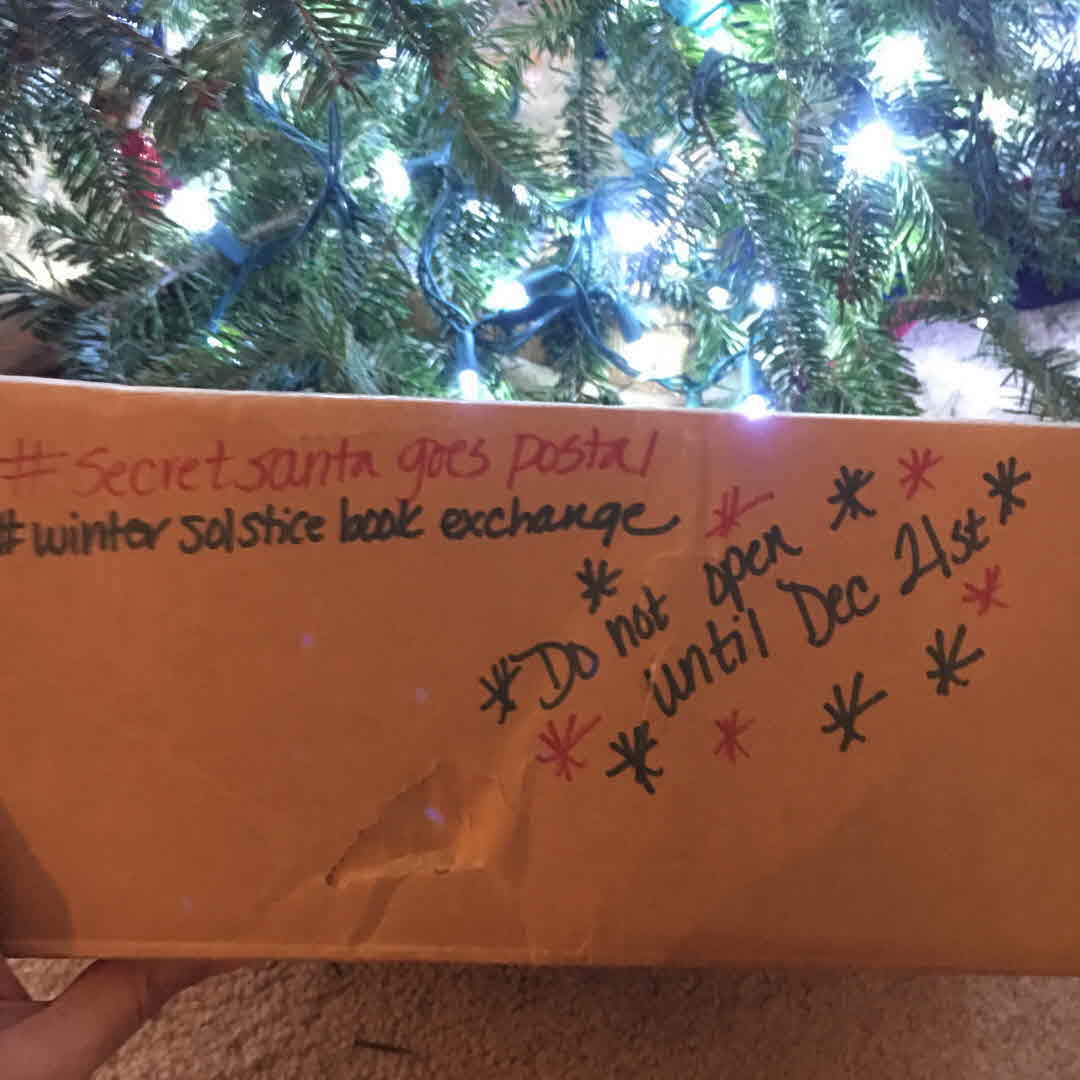 #Secretsanta goes postal
#winter solstice book exchange
Do not open
until Dec 21st